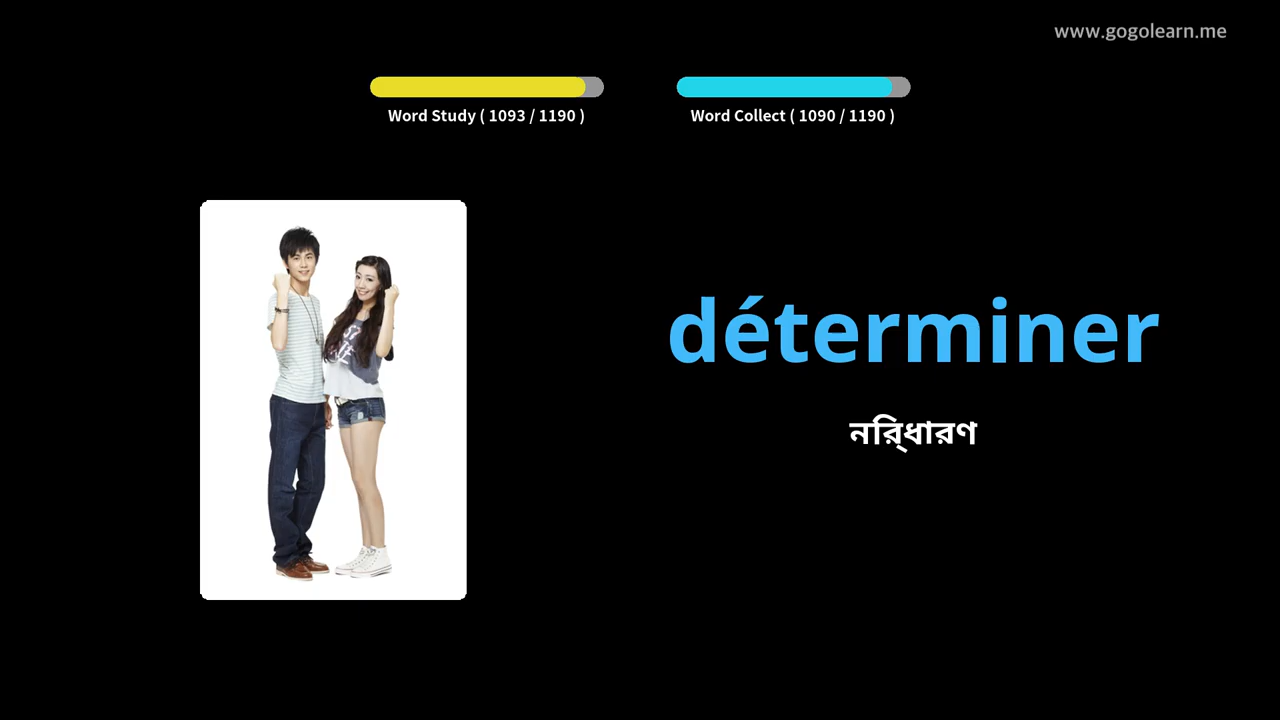 www.gogolearn.me
Word Study ( 1093 / 1190 )
Word Collect ( 1090 / 1190 )
déterminer
নির্ধারণ